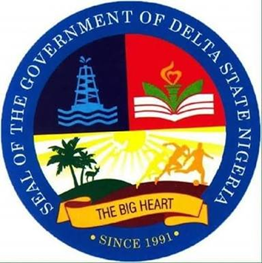 SEAL OF THE GOVERNMENT OF DELTA STATE NIGERIA
THE BIG HEART
• SINCE 1991 •